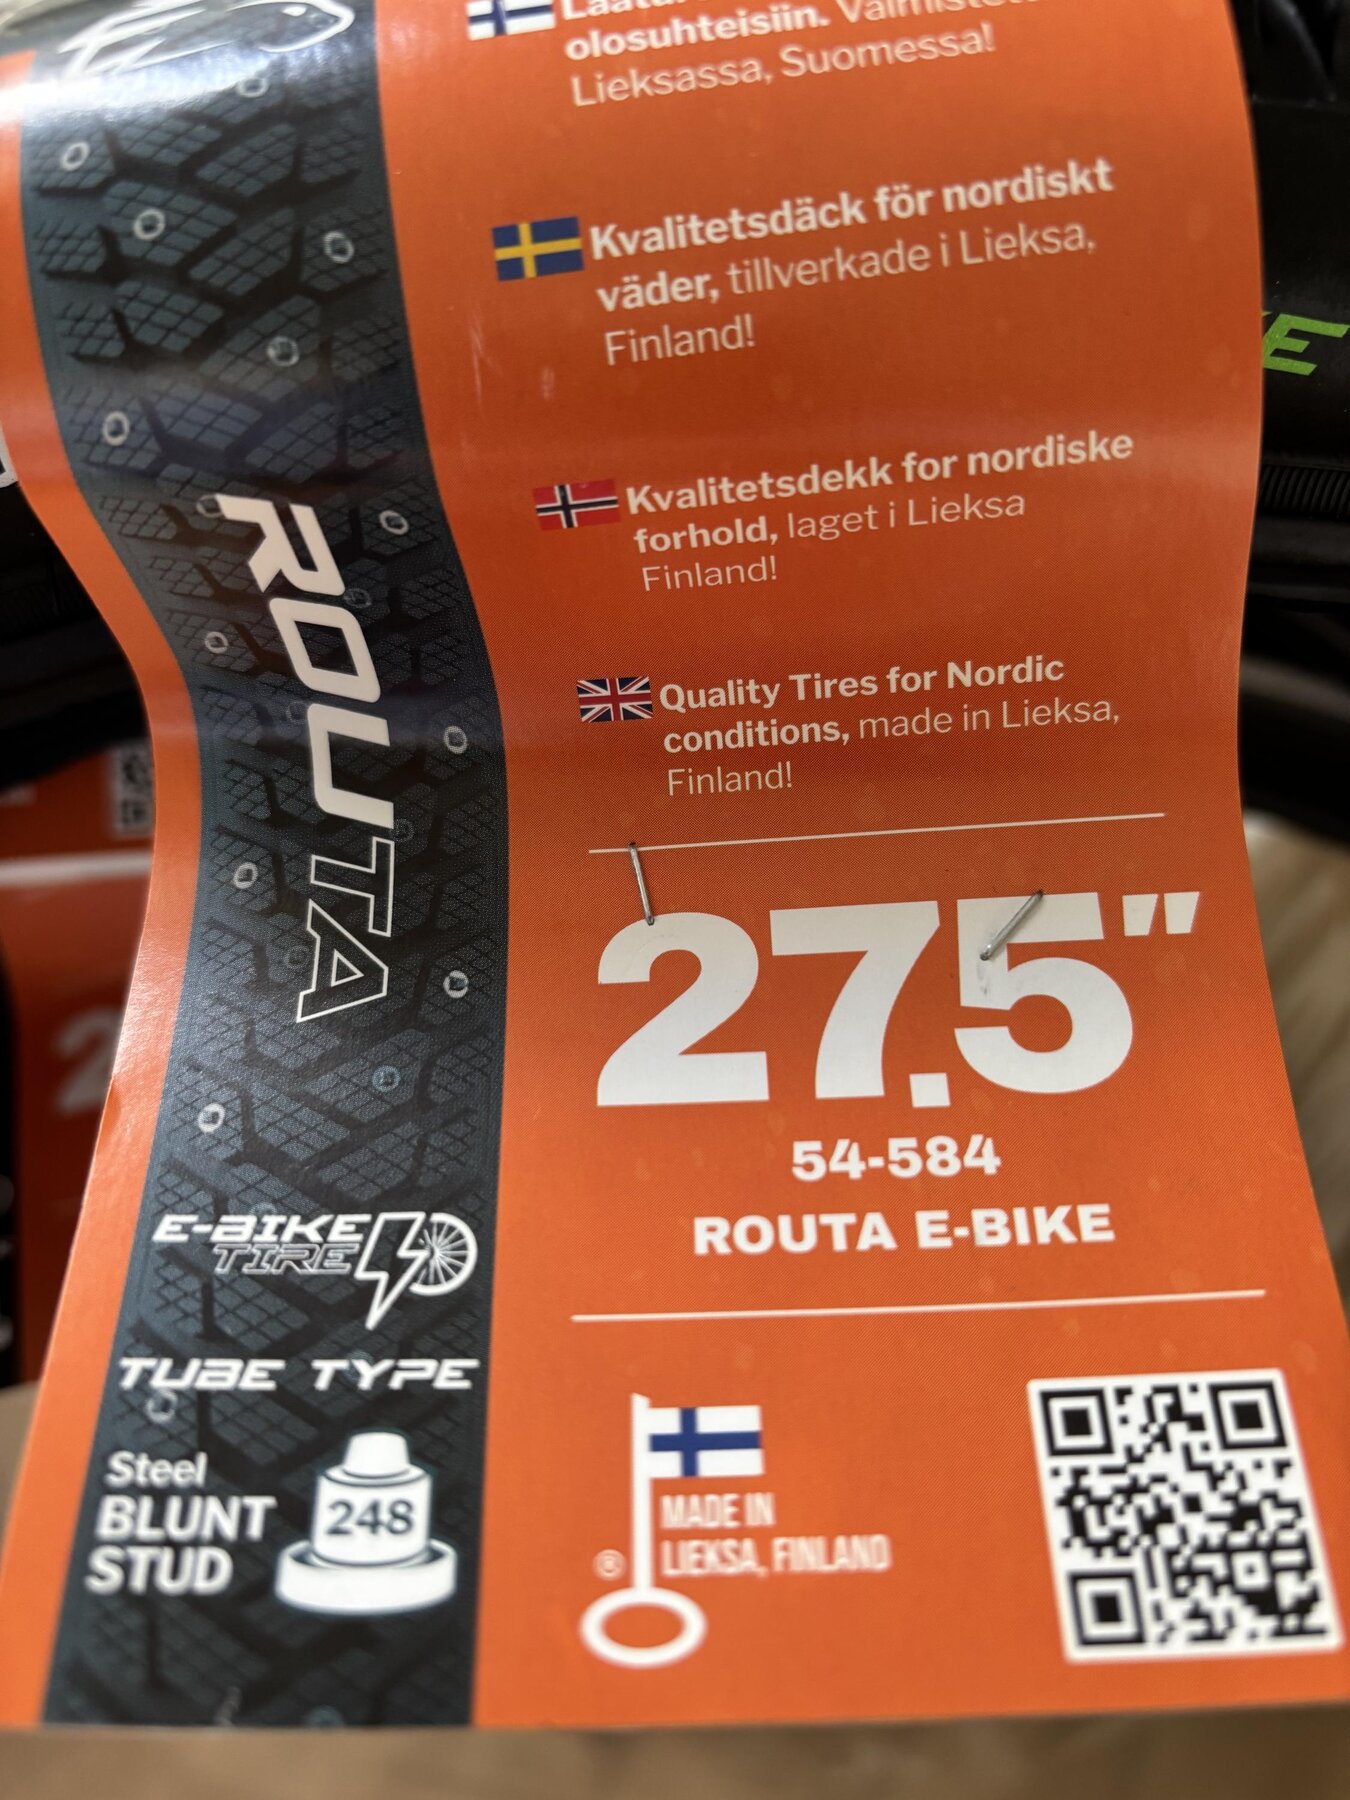 olosuhteisiin.
Lieksassa, Suomessa!
Kvalitetsdäck för nordiskt
väder, tillverkade i Lieksa,
Finland!
Kvalitetsdekk for nordiske
forhold, laget i Lieksa
Finland!
Quality Tires for Nordic
conditions, made in Lieksa,
Finland!
27.5"
54-584
ROUTA E-BIKE
ROUTA
E-BIKE
TIRE
TUBE TYPE
Steel
BLUNT
STUD
248
MADE IN
® LIEKSA, FINLAND